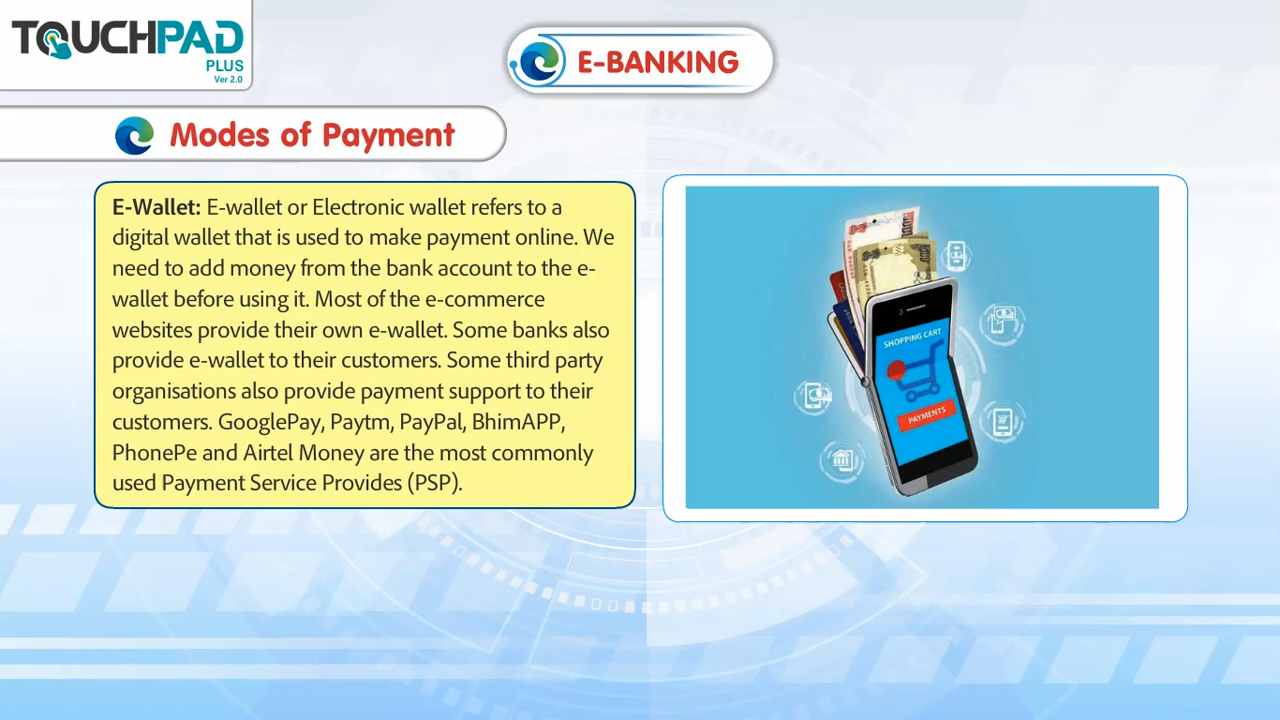 TOUCHPAD
PLUS
Ver 2.0
E-BANKING
Modes of Payment
E-Wallet: E-wallet or Electronic wallet refers to a
digital wallet that is used to make payment online. We
need to add money from the bank account to the e-
wallet before using it. Most of the e-commerce
websites provide their own e-wallet. Some banks also
provide e-wallet to their customers. Some third party
organisations also provide payment support to their
customers. GooglePay, Paytm, PayPal, BhimAPP,
PhonePe and Airtel Money are the most commonly
used Payment Service Provides (PSP).
SHOPPING CART
PAYMENTS